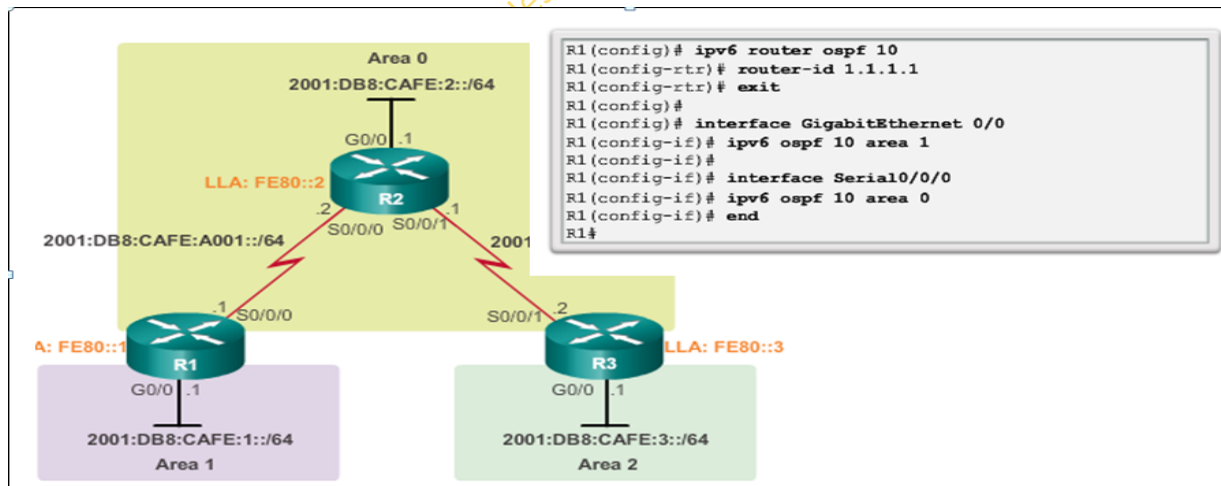 Area 0
2001:DB8:CAFE:2::/64
G0/0 .1
LLA: FE80::2
R2
.2
S0/0/0
S0/0/1
.1
2001:DB8:CAFE:A001::/64
2001
.1
S0/0/0
S0/0/1
.2
A: FE80::1
R1
R3
LLA: FE80::3
G0/0 .1
2001:DB8:CAFE:1::/64
Area 1
G0/0 .1
2001:DB8:CAFE:3::/64
Area 2
R1(config)# ipv6 router ospf 10
R1(config-rtr)# router-id 1.1.1.1
R1(config-rtr)# exit
R1(config)#
R1(config)# interface GigabitEthernet 0/0
R1(config-if)# ipv6 ospf 10 area 1
R1(config-if)#
R1(config-if)# interface Serial0/0/0
R1(config-if)# ipv6 ospf 10 area 0
R1(config-if)# end
R1#